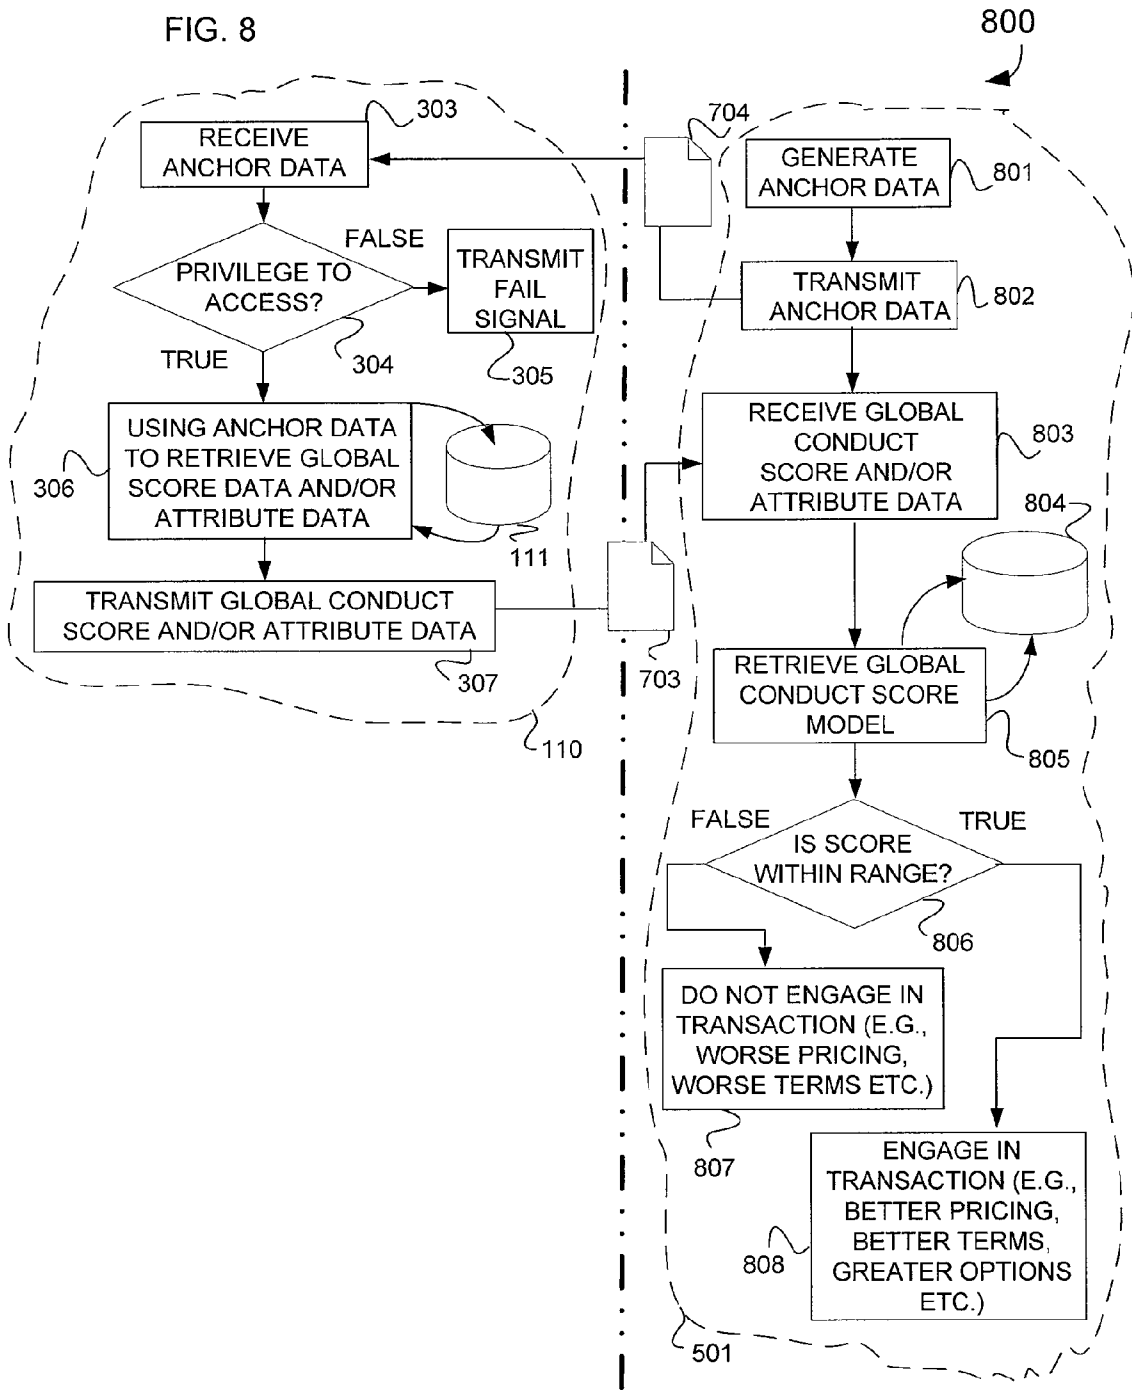 FIG. 8
800
303
RECEIVE
ANCHOR DATA
704
GENERATE
ANCHOR DATA
801
FALSE
PRIVILEGE TO
ACCESS?
TRANSMIT
FAIL
SIGNAL
TRANSMIT
ANCHOR DATA
802
TRUE
304
305
USING ANCHOR DATA
TO RETRIEVE GLOBAL
SCORE DATA AND/OR
ATTRIBUTE DATA
306
111
RECEIVE GLOBAL
CONDUCT
SCORE AND/OR
ATTRIBUTE DATA
803
804
TRANSMIT GLOBAL CONDUCT
SCORE AND/OR ATTRIBUTE DATA
307
703
110
RETRIEVE GLOBAL
CONDUCT SCORE
MODEL
805
FALSE
TRUE
IS SCORE
WITHIN RANGE?
806
DO NOT ENGAGE IN
TRANSACTION (E.G.,
WORSE PRICING,
WORSE TERMS ETC.)
807
ENGAGE IN
TRANSACTION (E.G.,
BETTER PRICING,
BETTER TERMS,
GREATER OPTIONS
ETC.)
808
501